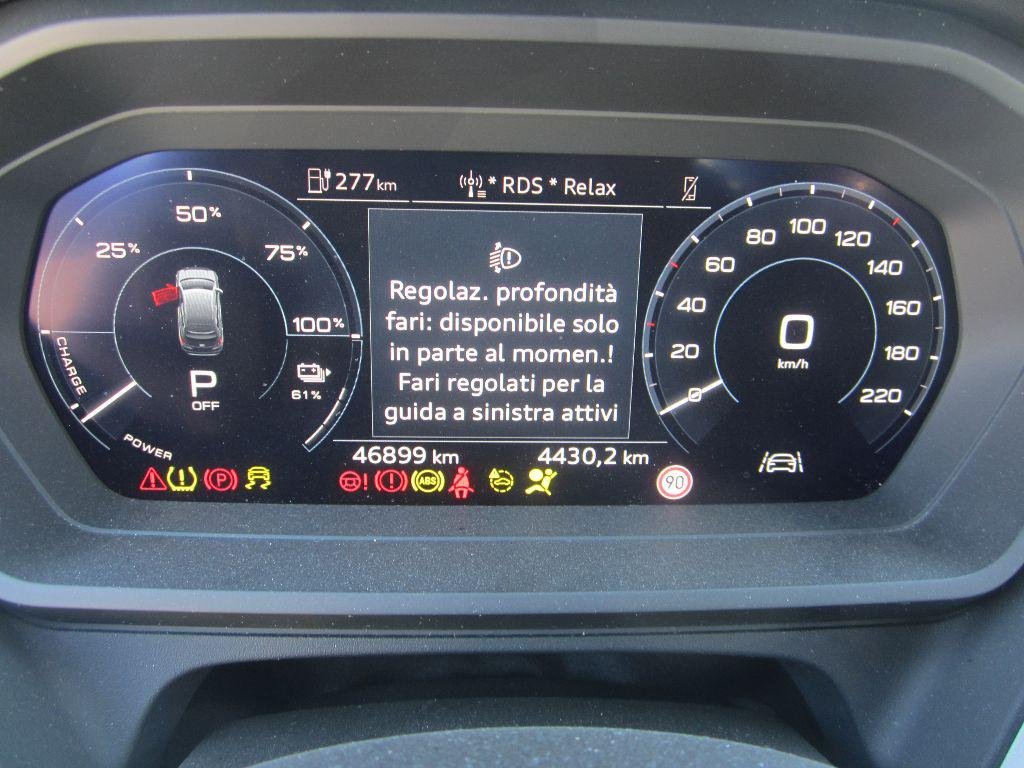 277 km
* RDS * Relax
25%
50%
75%
100%
CHARGE
POWER
P
OFF
61%
Regolaz. profondità
fari: disponibile solo
in parte al momen.!
Fari regolati per la
guida a sinistra attivi
46899 km
4430,2 km
0
20
40
60
80
100
120
140
160
180
220
0
km/h
P
ABS
90